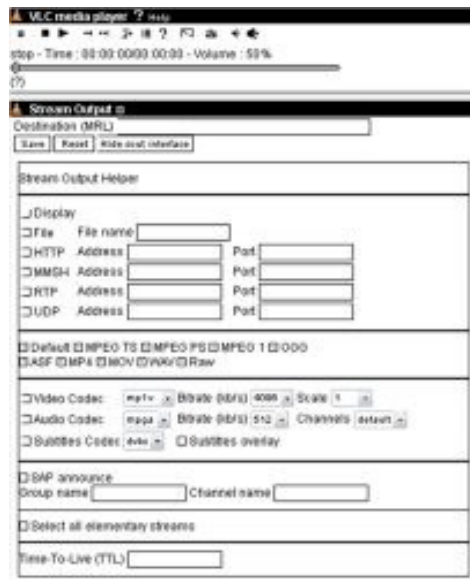 VLC media player ? Help
stop - Time : 00:00:00/00:00:00 - Volume : 50%
(?)
Stream Output
Destination (MRL)
Save Reset Hide sout interface
Stream Output Helper
Display
File File name
HTTP Address Port
MMSH Address Port
RTP Address Port
UDP Address Port
Default MPEG TS MPEG PS MPEG 1 OGG
ASF MP4 MOV WAV Raw
Video Codec mp1v Bitrate (kb/s) 4096 Scale 1
Audio Codec mpga Bitrate (kb/s) 512 Channels default
Subtitles Codec dvbs Subtitles overlay
SAP announce
Group name Channel name
Select all elementary streams
Time-To-Live (TTL)